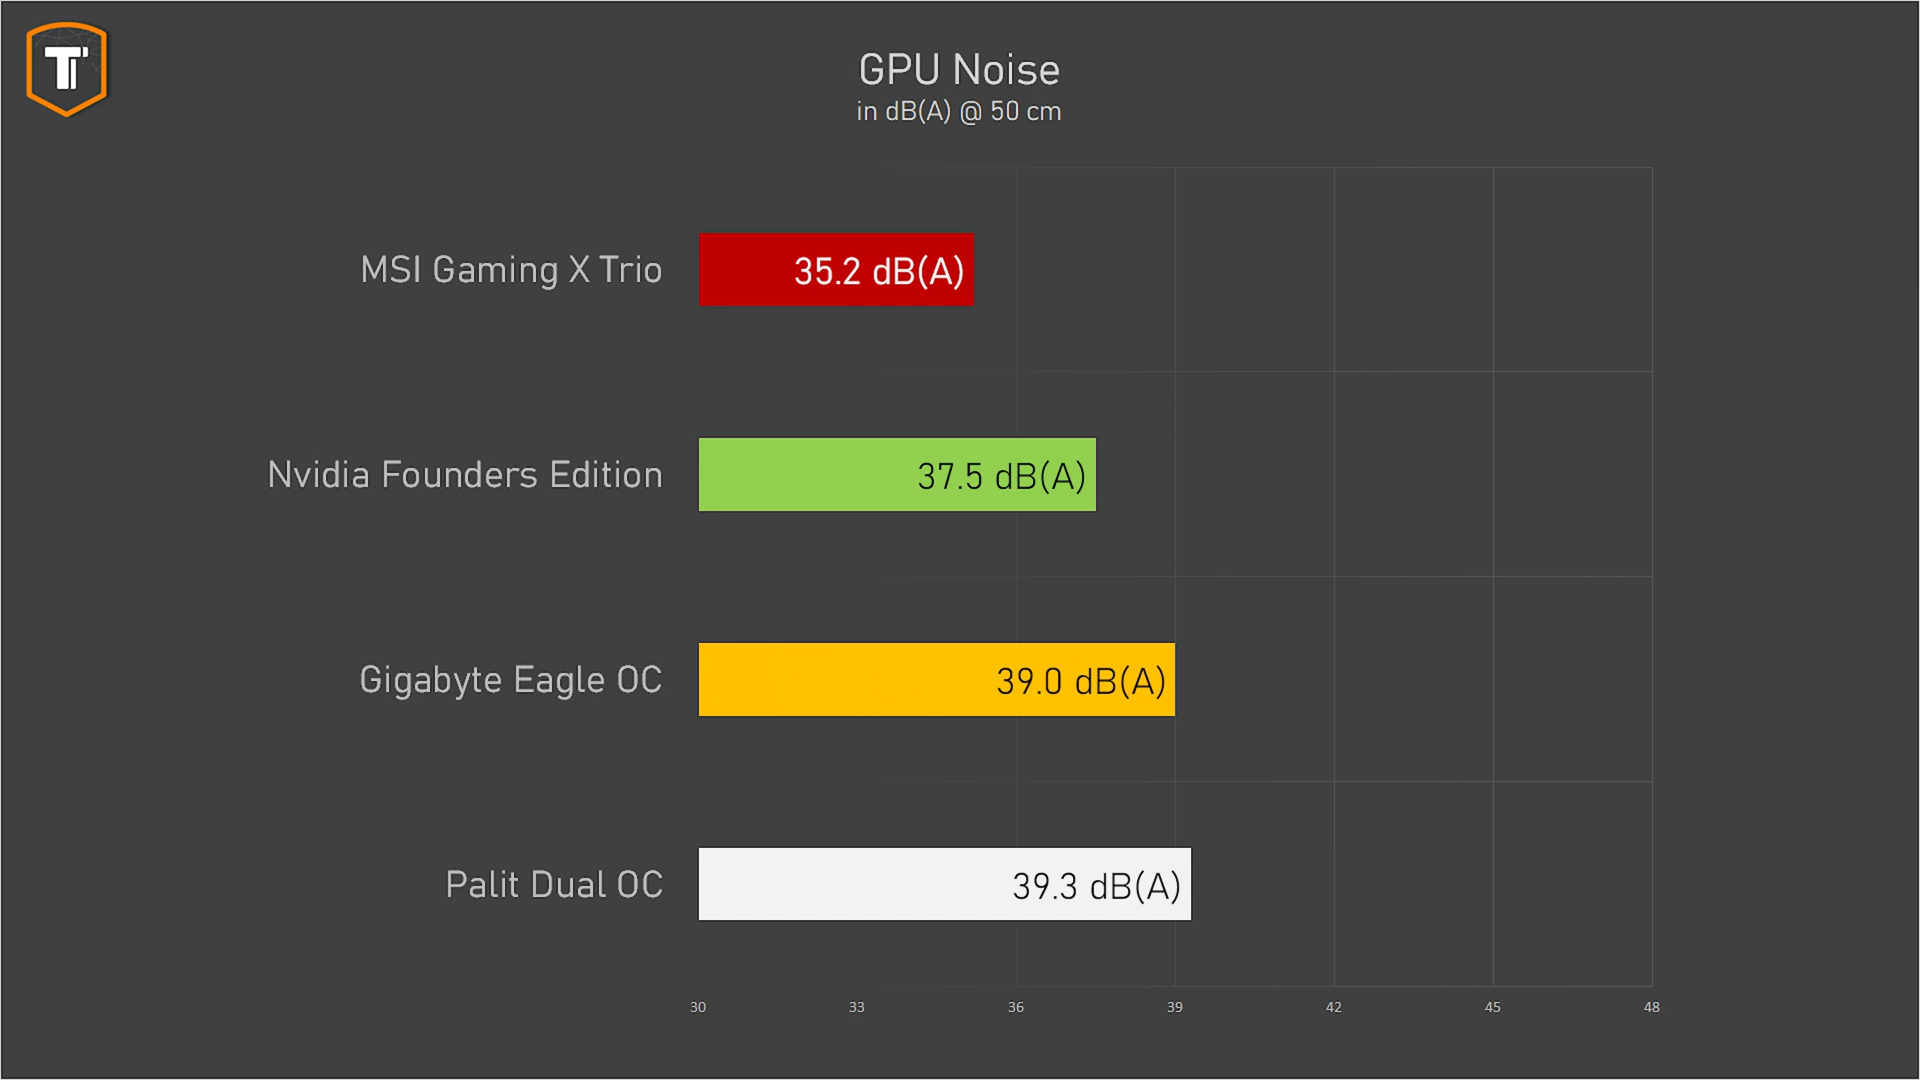 GPU Noise
in dB(A) @ 50 cm
MSI Gaming X Trio
35.2 dB(A)
Nvidia Founders Edition
37.5 dB(A)
Gigabyte Eagle OC
39.0 dB(A)
Palit Dual OC
39.3 dB(A)
30 33 36 39 42 45 48